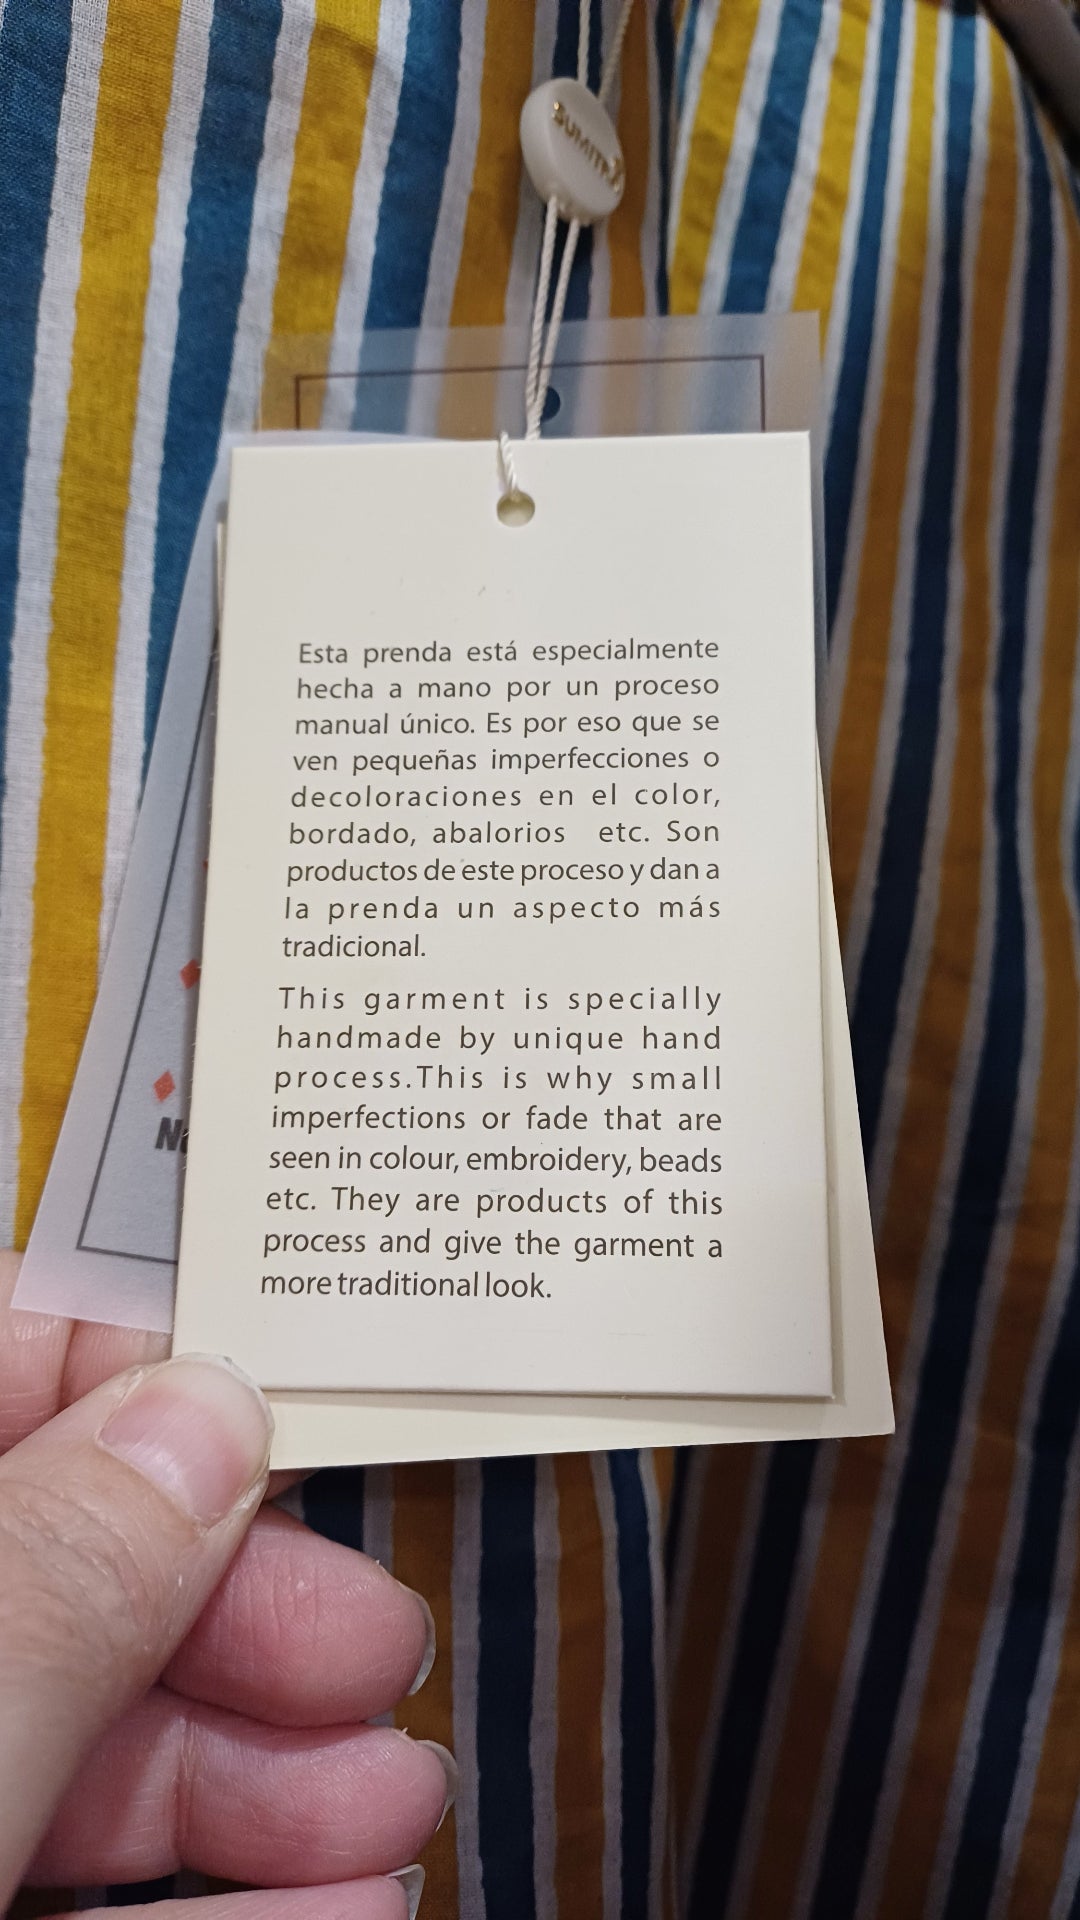 SUMITH
Esta prenda está especialmente
hecha a mano por un proceso
manual único. Es por eso que se
ven pequeñas imperfecciones o
decoloraciones en el color,
bordado, abalorios etc. Son
productos de este proceso y dan a
la prenda un aspecto más
tradicional.
This garment is specially
handmade by unique hand
process.This is why small
imperfections or fade that are
seen in colour, embroidery, beads
etc. They are products of this
process and give the garment a
more traditional look.